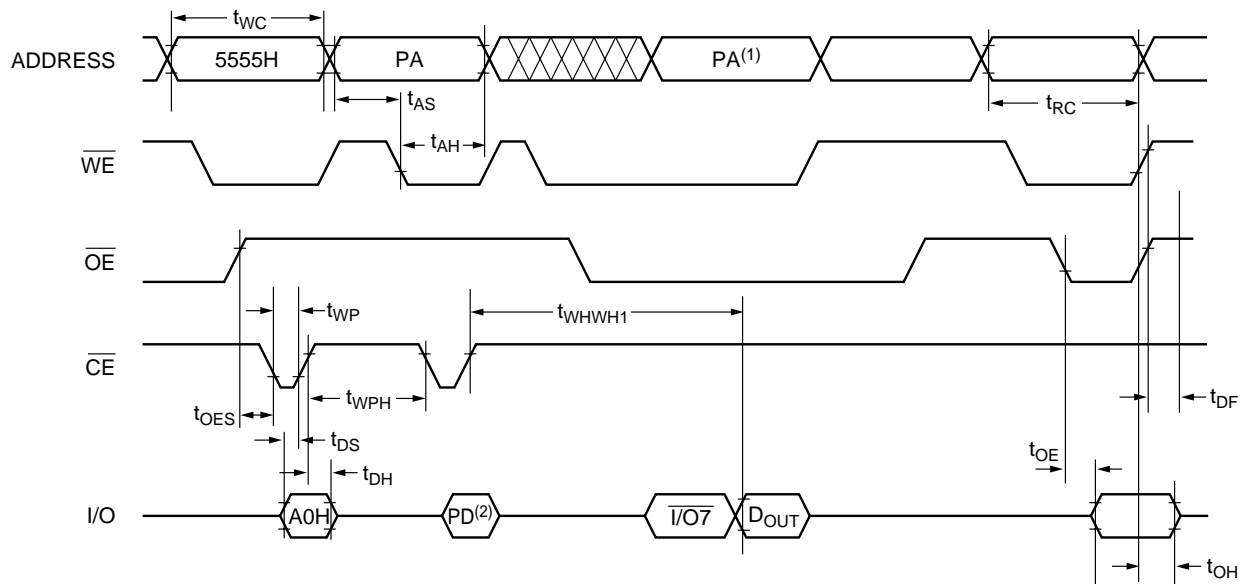 tWC
ADDRESS 5555H PA PA(1)
tAS tRC
tAH
WE
OE
tWP tWHWH1
CE
tWPH tDF
tOES tDS tOE
tDH
I/O A0H PD(2) I/O7 DOUT
tOH